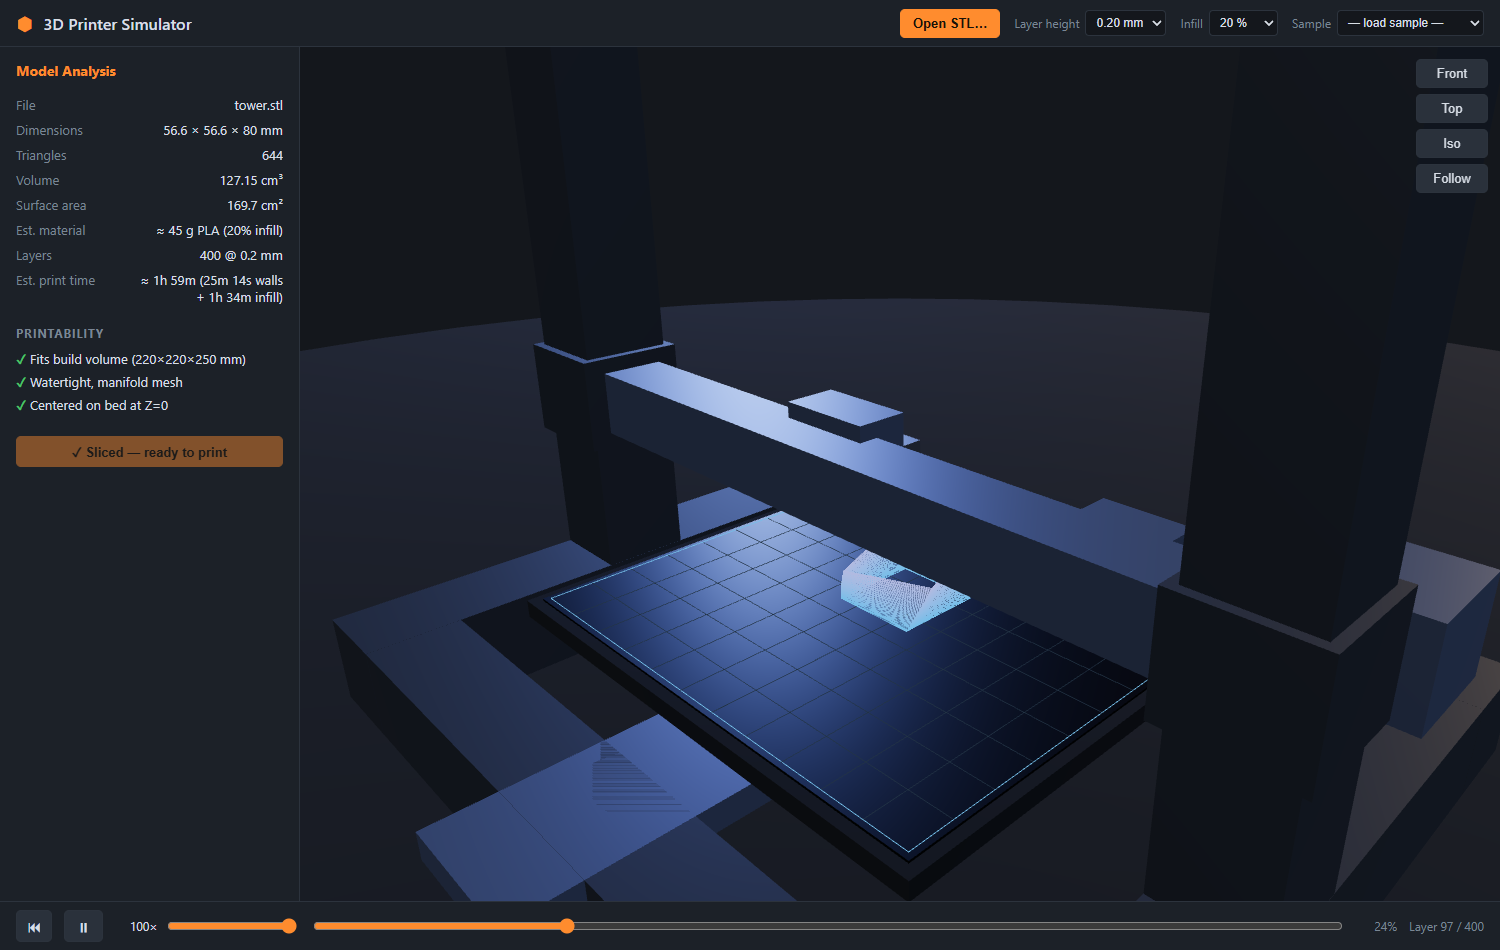 3D Printer Simulator
Open STL...
Layer height
0.20 mm
Infill
20 %
Sample
— load sample —
Model Analysis
File
tower.stl
Dimensions
56.6 × 56.6 × 80 mm
Triangles
644
Volume
127.15 cm³
Surface area
169.7 cm²
Est. material
≈ 45 g PLA (20% infill)
Layers
400 @ 0.2 mm
Est. print time
≈ 1h 59m (25m 14s walls
+ 1h 34m infill)
PRINTABILITY
✓ Fits build volume (220×220×250 mm)
✓ Watertight, manifold mesh
✓ Centered on bed at Z=0
✓ Sliced — ready to print
Front
Top
Iso
Follow
100×
24%
Layer 97 / 400